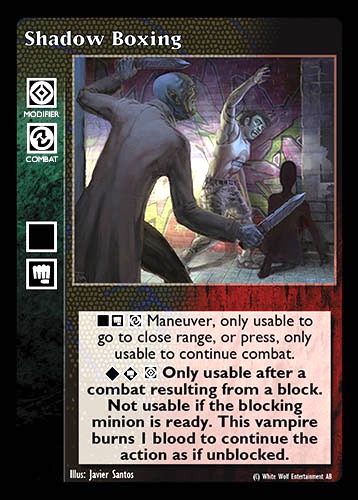 Shadow Boxing
MODIFIER
COMBAT
Maneuver, only usable to
go to close range, or press, only
usable to continue combat.
Only usable after a
combat resulting from a block.
Not usable if the blocking
minion is ready. This vampire
burns 1 blood to continue the
action as if unblocked.
Illus: Javier Santos
(C) White Wolf Entertainment AB